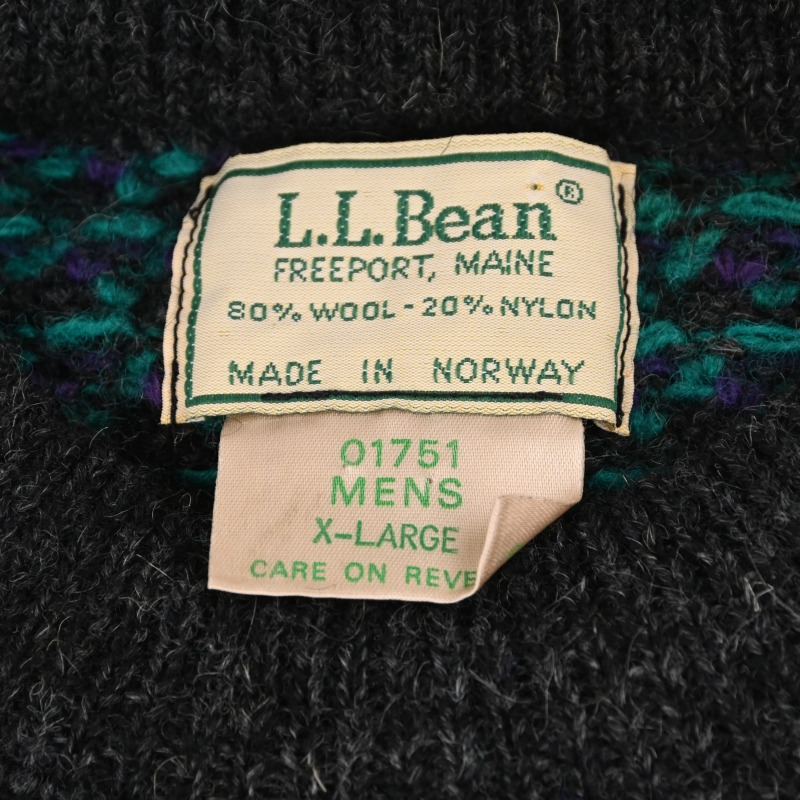 L.L.Bean®
FREEPORT, MAINE
80% WOOL - 20% NYLON
MADE IN NORWAY
01751
MENS
X-LARGE
CARE ON REVE